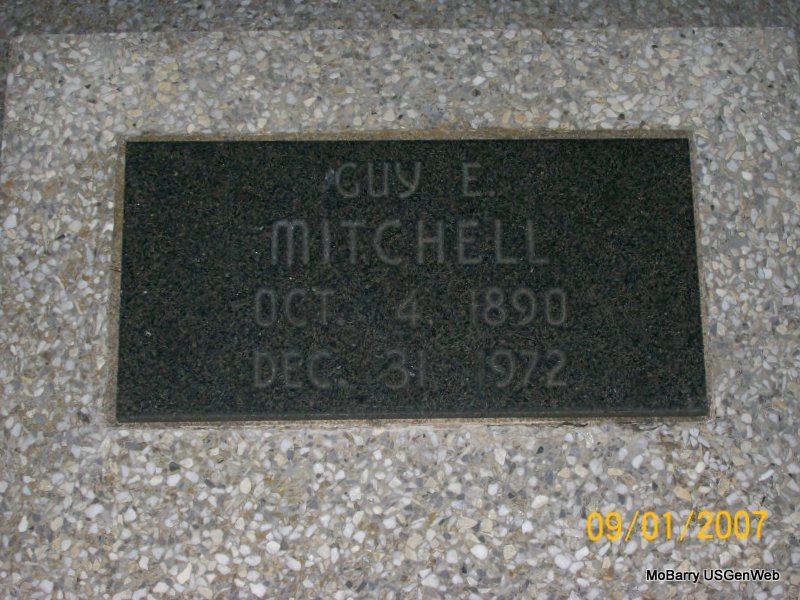 GUY E.
MITCHELL
OCT. 4, 1890
DEC. 31, 1972
09/01/2007
MoBarry USGenWeb